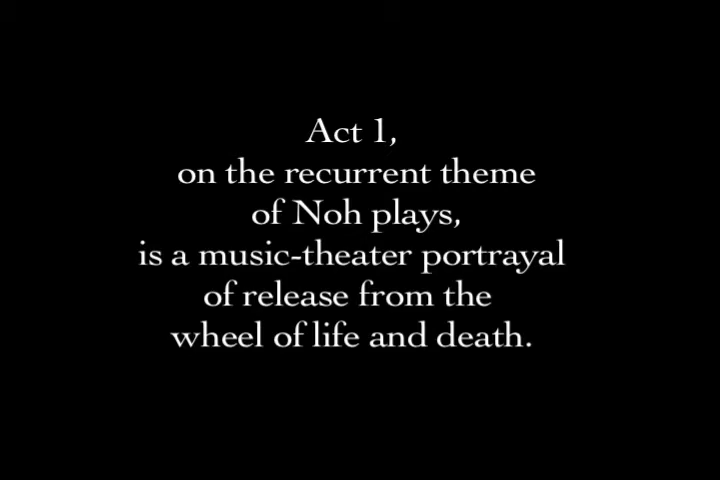 Act 1,
on the recurrent theme
of Noh plays,
is a music-theater portrayal
of release from the
wheel of life and death.